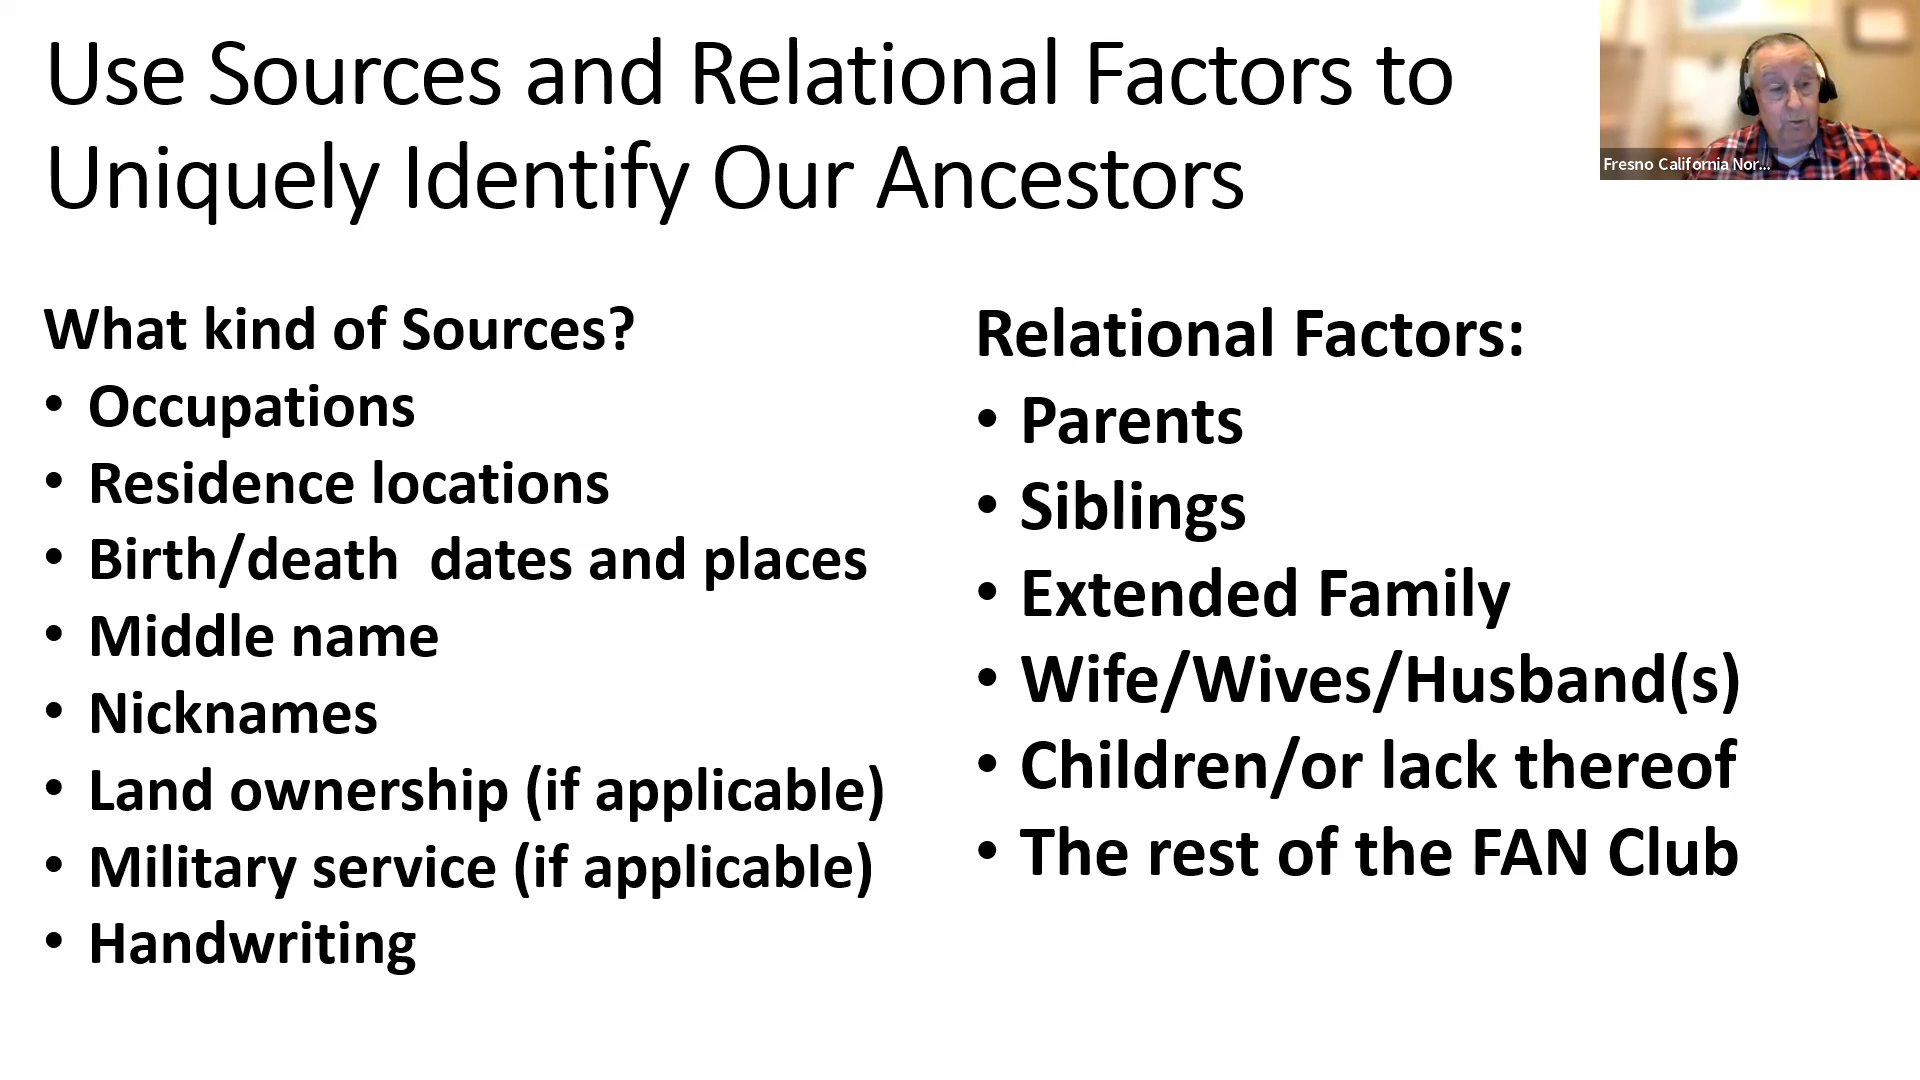 Use Sources and Relational Factors to
Uniquely Identify Our Ancestors
Fresno California Nor...
What kind of Sources?
• Occupations
• Residence locations
• Birth/death  dates and places
• Middle name
• Nicknames
• Land ownership (if applicable)
• Military service (if applicable)
• Handwriting
Relational Factors:
• Parents
• Siblings
• Extended Family
• Wife/Wives/Husband(s)
• Children/or lack thereof
• The rest of the FAN Club